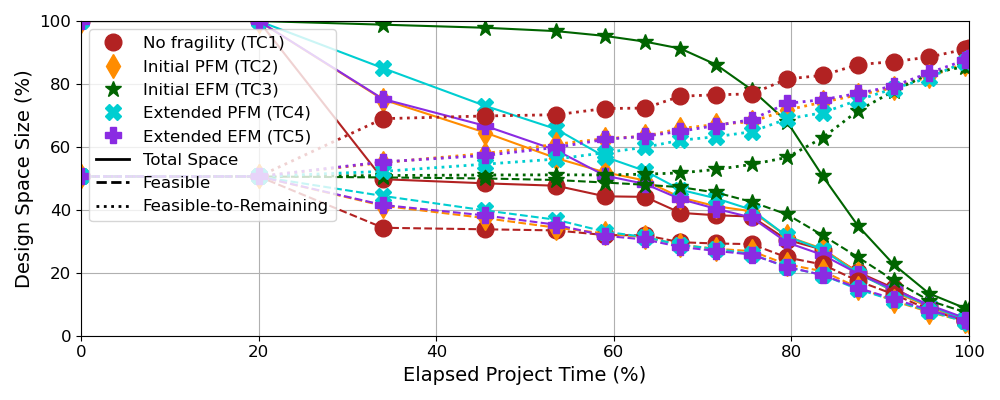 100
80
60
40
20
0
Design Space Size (%)
No fragility (TC1)
Initial PFM (TC2)
Initial EFM (TC3)
Extended PFM (TC4)
Extended EFM (TC5)
Total Space
Feasible
Feasible-to-Remaining
0 20 40 60 80 100
Elapsed Project Time (%)